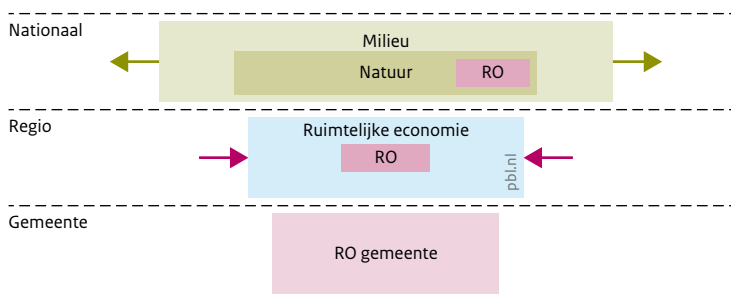 Nationaal
Milieu
Natuur
RO
Regio
Ruimtelijke economie
RO
pbl.nl
Gemeente
RO gemeente